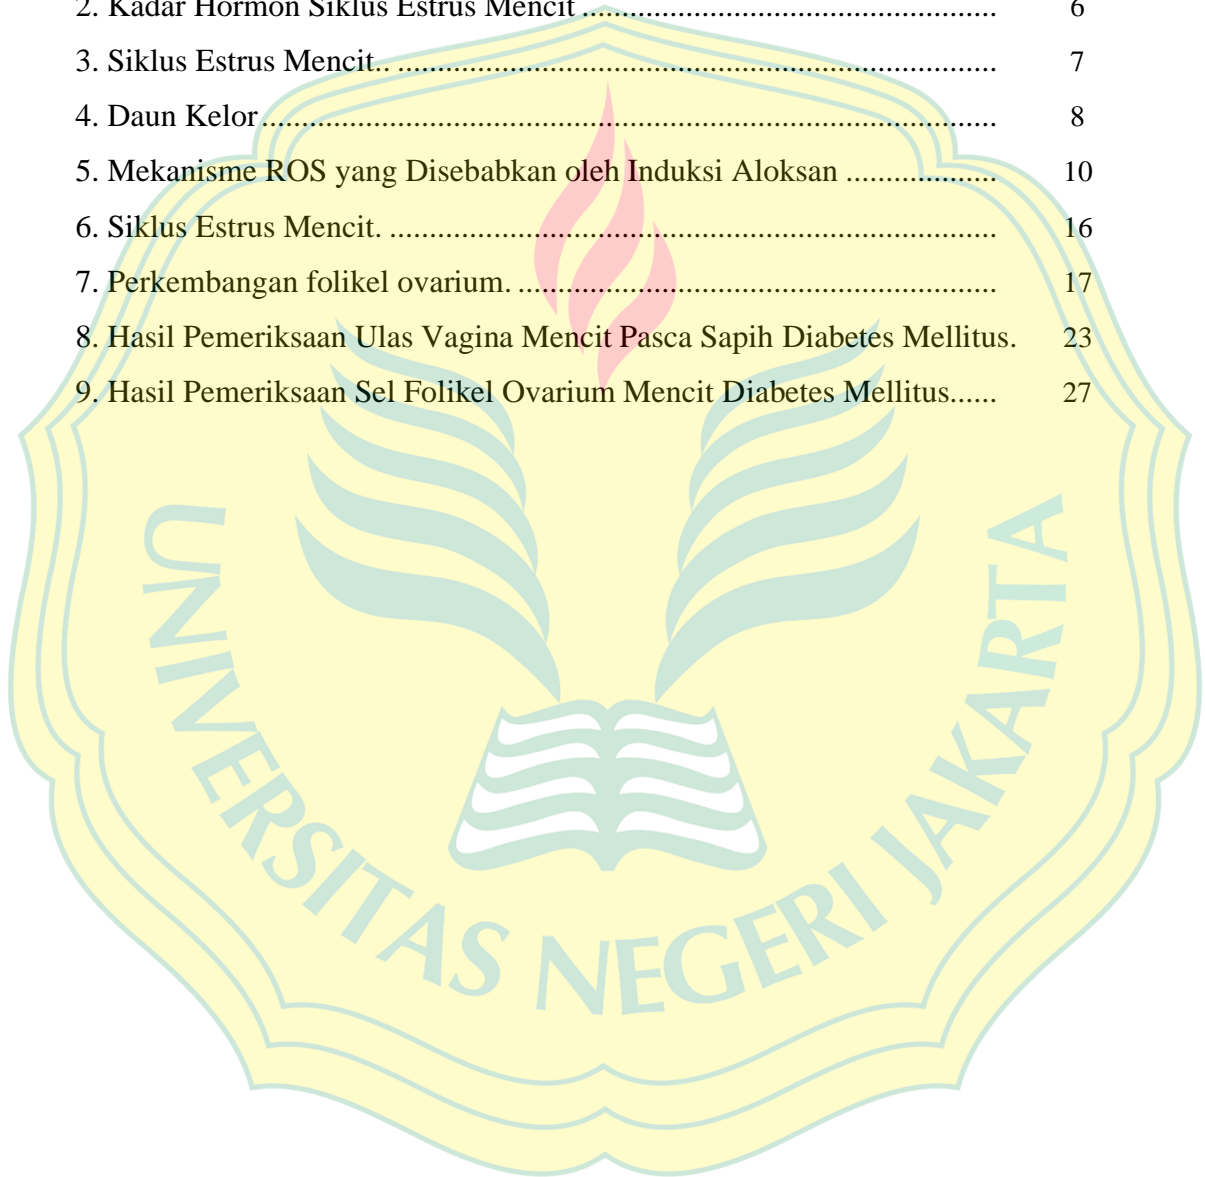 2. Kadar Hormon Siklus Estrus Mencit .................................................... 6
3. Siklus Estrus Mencit.. ........................................................................... 7
4. Daun Kelor............................................................................................ 8
5. Mekanisme ROS yang Disebabkan oleh Induksi Aloksan ................... 10
6. Siklus Estrus Mencit. ............................................................................ 16
7. Perkembangan folikel ovarium. ............................................................ 17
8. Hasil Pemeriksaan Ulas Vagina Mencit Pasca Sapih Diabetes Mellitus. 23
9. Hasil Pemeriksaan Sel Folikel Ovarium Mencit Diabetes Mellitus...... 27
UNIVERSITAS NEGERI JAKARTA